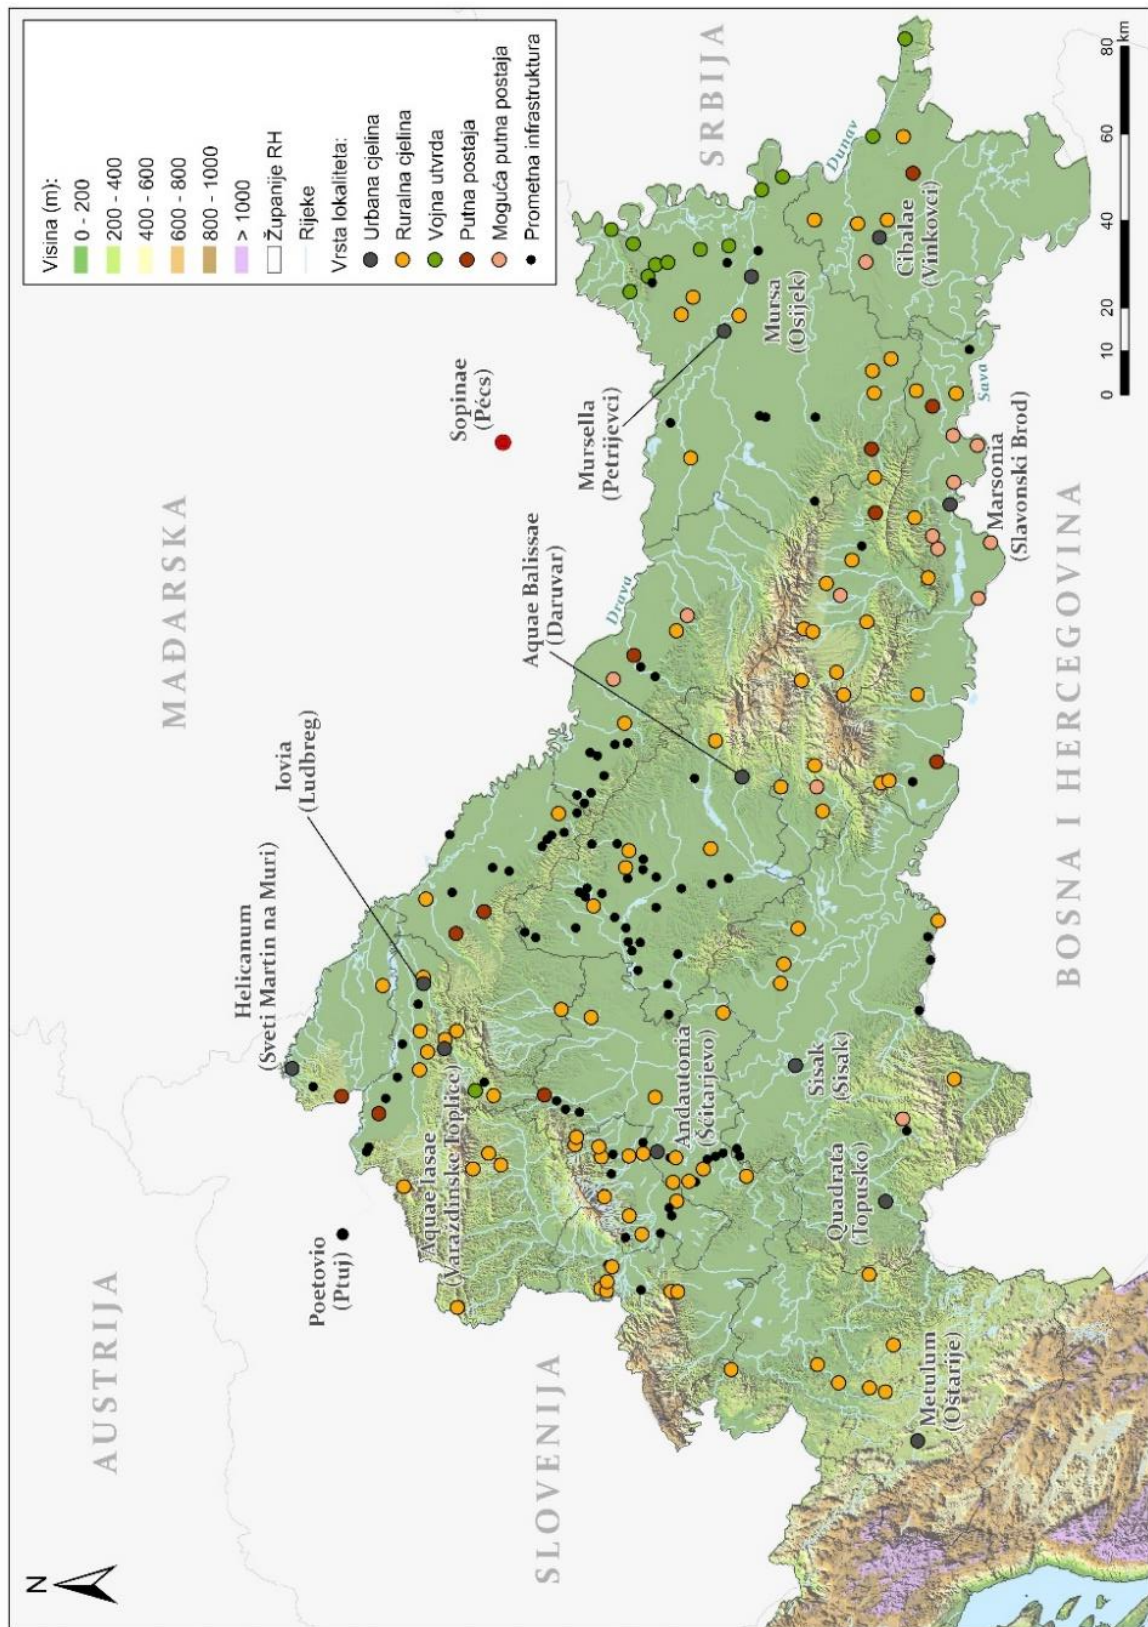 N
AUSTRIJA
MAĐARSKA
SLOVENIJA
SRBIJA
BOSNA I HERCEGOVINA
Visina (m):
0 - 200
200 - 400
400 - 600
600 - 800
800 - 1000
> 1000
Županije RH
Rijeke
Vrsta lokaliteta:
Urbana cjelina
Ruralna cjelina
Vojna utvrda
Putna postaja
Moguća putna postaja
Prometna infrastruktura
Poetovio
(Ptuj)
Helicanum
(Sveti Martin na Muri)
Iovia
(Ludbreg)
Aquae Iasae
(Varaždinske Toplice)
Sopinae
(Pécs)
Aquae Balissae
(Daruvar)
Mursella
(Petrijevci)
Drava
Mursa
(Osijek)
Dunav
Andautonia
(Ščitarjevo)
Sisak
(Sisak)
Quadrata
(Topusko)
Metulum
(Oštarije)
Marsonia
(Slavonski Brod)
Cibalae
(Vinkovci)
Sava
0 10 20 40 60 80
km